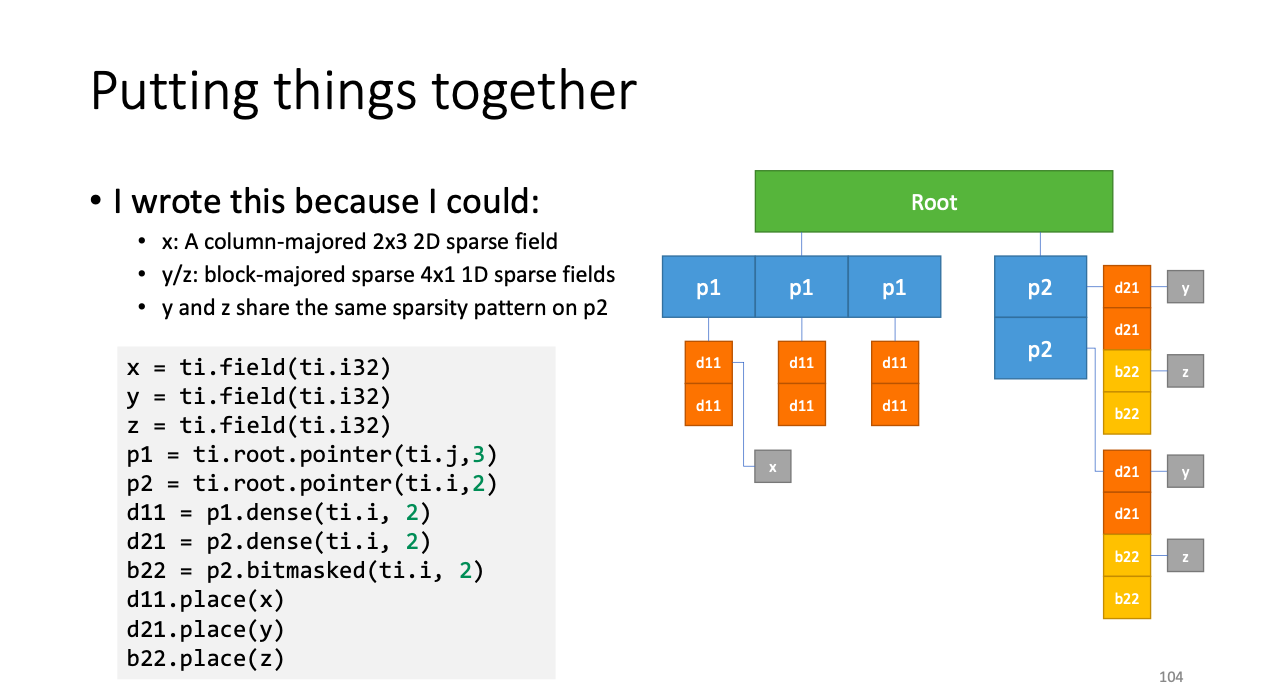 Putting things together
• I wrote this because I could:
• x: A column-majored 2x3 2D sparse field
• y/z: block-majored sparse 4x1 1D sparse fields
• y and z share the same sparsity pattern on p2
x = ti.field(ti.i32)
y = ti.field(ti.i32)
z = ti.field(ti.i32)
p1 = ti.root.pointer(ti.j,3)
p2 = ti.root.pointer(ti.i,2)
d11 = p1.dense(ti.i, 2)
d21 = p2.dense(ti.i, 2)
b22 = p2.bitmasked(ti.i, 2)
d11.place(x)
d21.place(y)
b22.place(z)
Root
p1 p1 p1
d11 d11 d11
d11 d11 d11
x
p2
p2
d21 y
d21
b22 z
b22
d21 y
d21
b22 z
b22
104